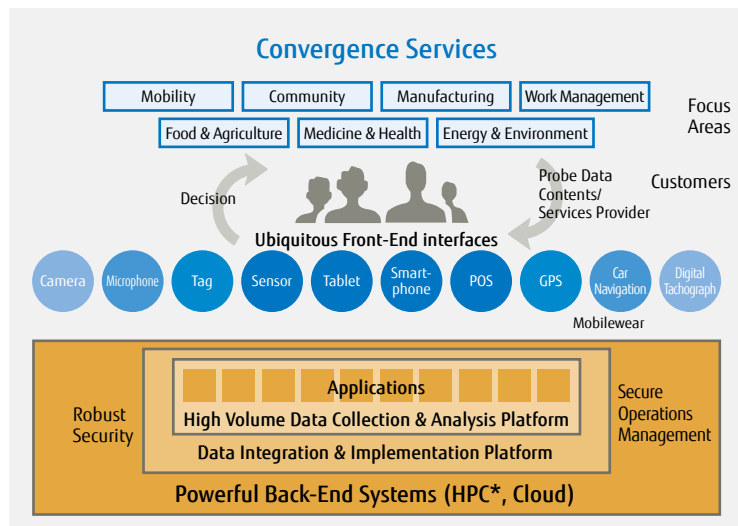 Convergence Services
Mobility
Community
Manufacturing
Work Management
Focus
Areas
Food & Agriculture
Medicine & Health
Energy & Environment
Decision
Probe Data
Contents/
Services Provider
Customers
Ubiquitous Front-End interfaces
Camera
Microphone
Tag
Sensor
Tablet
Smart-
phone
POS
GPS
Car
Navigation
Digital
Tachograph
Mobilewear
Robust
Security
Applications
High Volume Data Collection & Analysis Platform
Data Integration & Implementation Platform
Secure
Operations
Management
Powerful Back-End Systems (HPC*, Cloud)